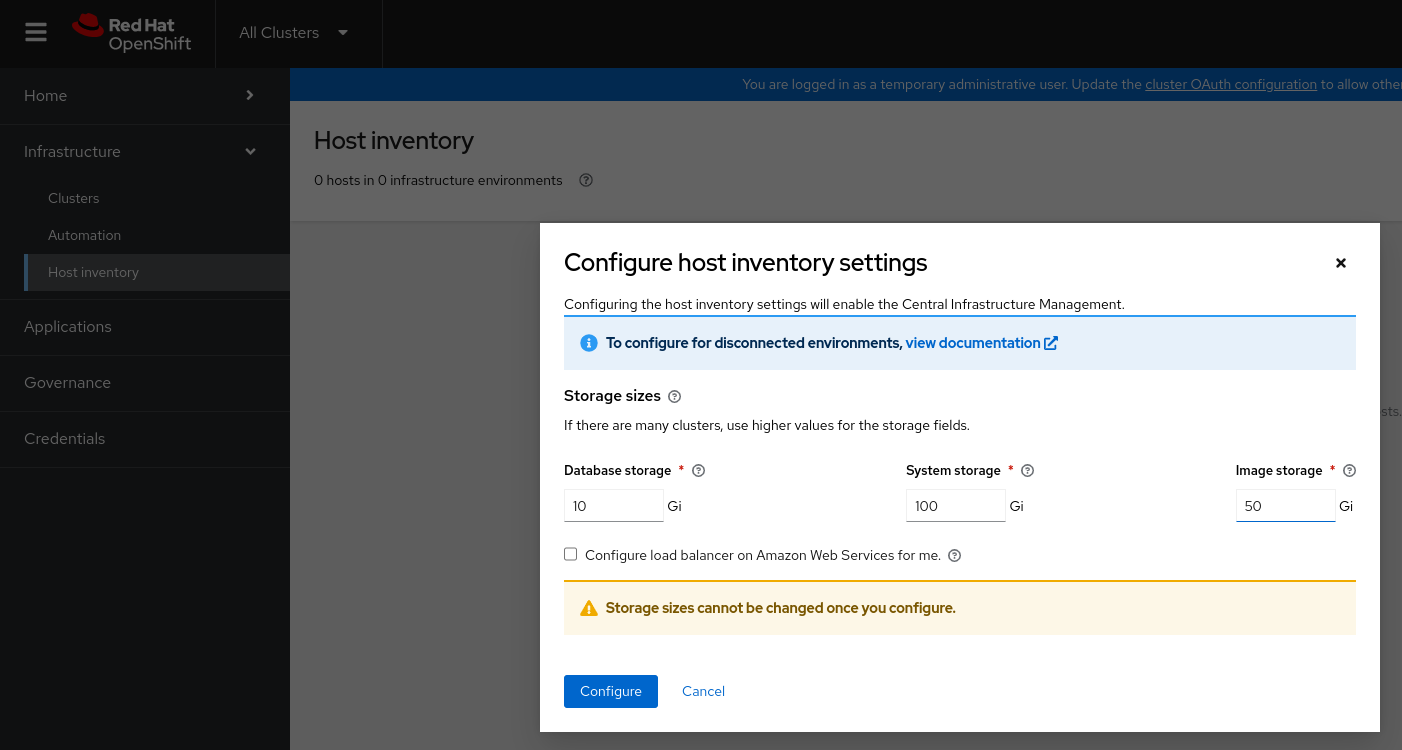 Red Hat
OpenShift
All Clusters
You are logged in as a temporary administrative user. Update the cluster OAuth configuration to allow
Home
Infrastructure
Clusters
Automation
Host inventory
Applications
Governance
Credentials
Host inventory
0 hosts in 0 infrastructure environments
Configure host inventory settings
Configuring the host inventory settings will enable the Central Infrastructure Management.
To configure for disconnected environments, view documentation
Storage sizes
If there are many clusters, use higher values for the storage fields.
Database storage * System storage * Image storage *
10 Gi 100 Gi 50 Gi
Configure load balancer on Amazon Web Services for me.
Storage sizes cannot be changed once you configure.
Configure Cancel